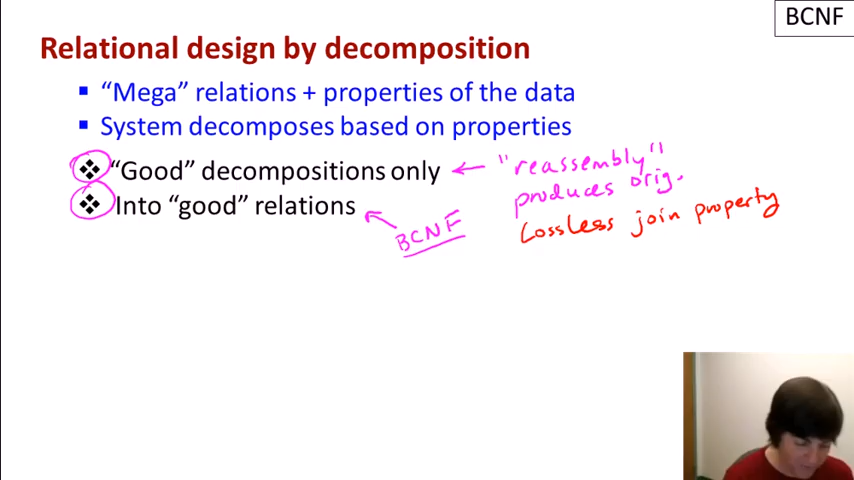 BCNF
Relational design by decomposition
▪ “Mega” relations + properties of the data
▪ System decomposes based on properties
❖ “Good” decompositions only
❖ Into “good” relations
"reassembly"
produces orig.
Lossless join property
BCNF